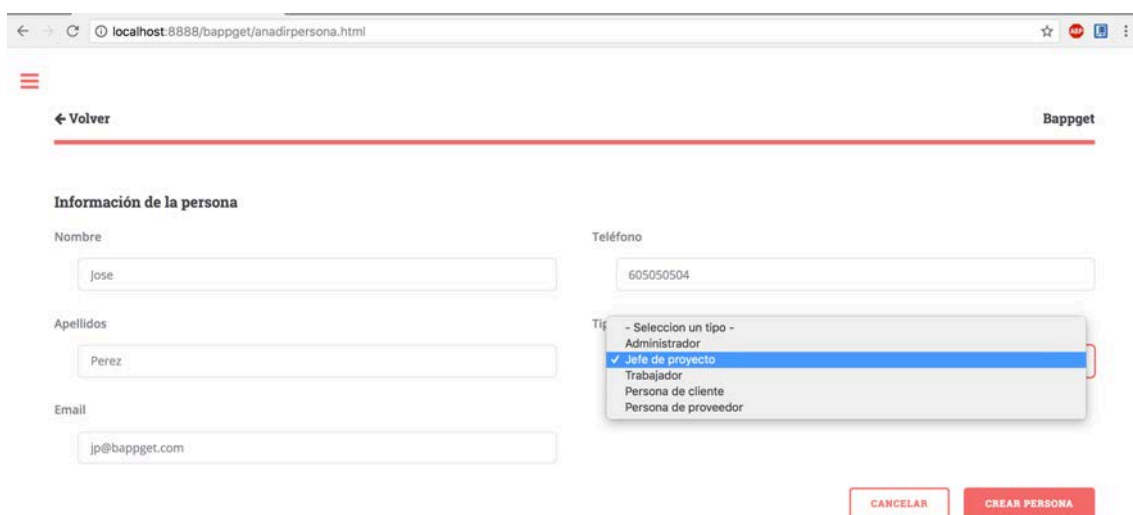 localhost:8888/bappget/anadirpersona.html
ABP
Volver
Bappget
Información de la persona
Nombre
Teléfono
Jose
605050504
Apellidos
Tip
- Seleccion un tipo -
Administrador
✓ Jefe de proyecto
Trabajador
Persona de cliente
Persona de proveedor
Perez
Email
jp@bappget.com
CANCELAR
CREAR PERSONA